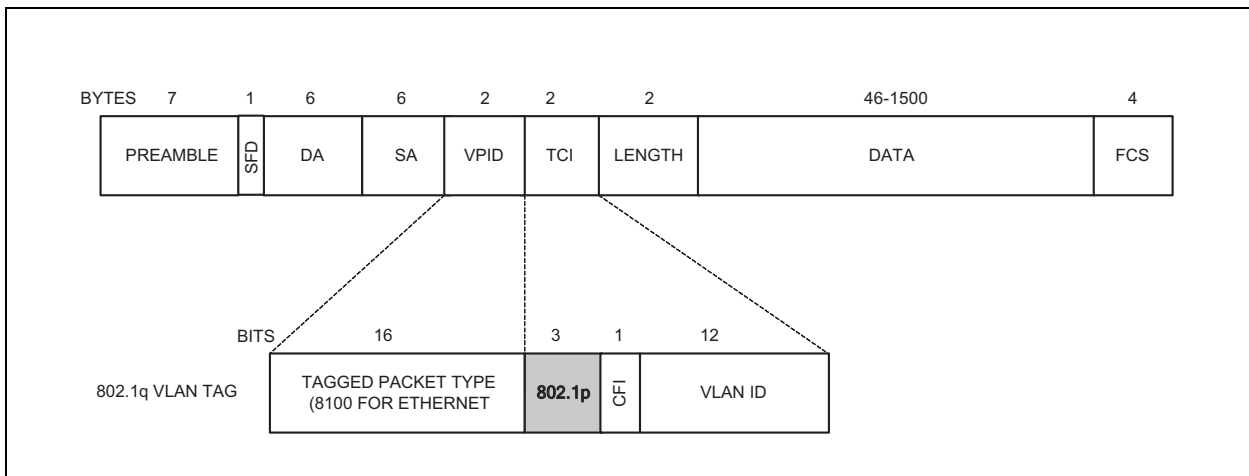 BYTES 7 1 6 6 2 2 2 46-1500 4
PREAMBLE SFD DA SA VPID TCI LENGTH DATA FCS
BITS 16 3 1 12
802.1q VLAN TAG TAGGED PACKET TYPE
(8100 FOR ETHERNET 802.1p CFI VLAN ID